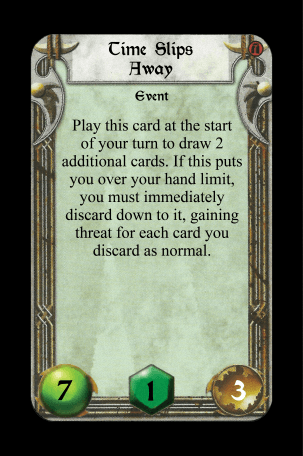 Time Slips
Away
@
Event
Play this card at the start
of your turn to draw 2
additional cards. If this puts
you over your hand limit,
you must immediately
discard down to it, gaining
threat for each card you
discard as normal.
7
1
3